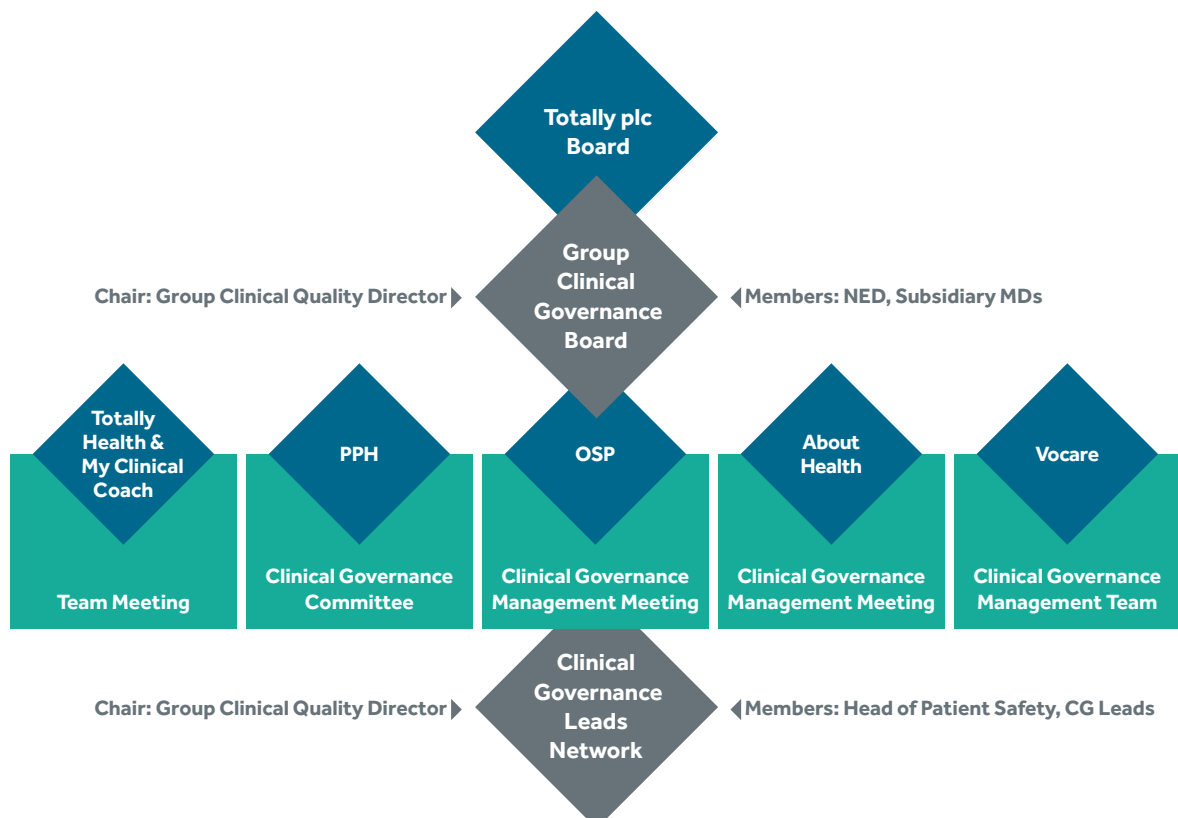 Totally plc
Board
Group
Clinical
Governance
Board
Chair: Group Clinical Quality Director
Members: NED, Subsidiary MDs
Totally
Health &
My Clinical
Coach
Team Meeting
PPH
Clinical Governance
Committee
OSP
Clinical Governance
Management Meeting
About
Health
Clinical Governance
Management Meeting
Vocare
Clinical Governance
Management Team
Clinical
Governance
Leads
Network
Chair: Group Clinical Quality Director
Members: Head of Patient Safety, CG Leads